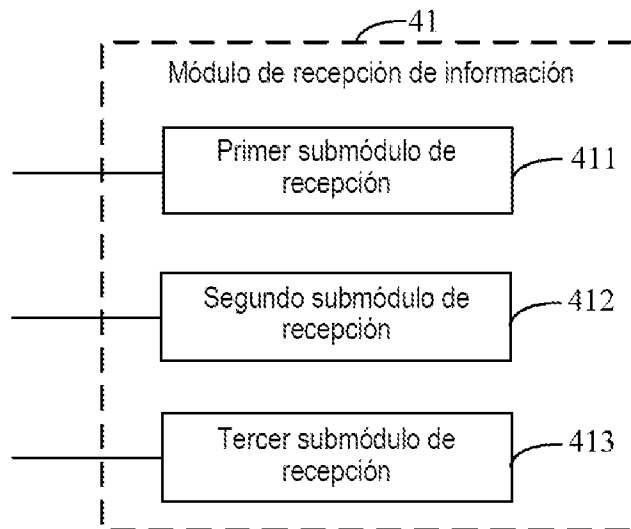 41
Módulo de recepción de información
Primer submódulo de
recepción
411
Segundo submódulo de
recepción
412
Tercer submódulo de
recepción
413